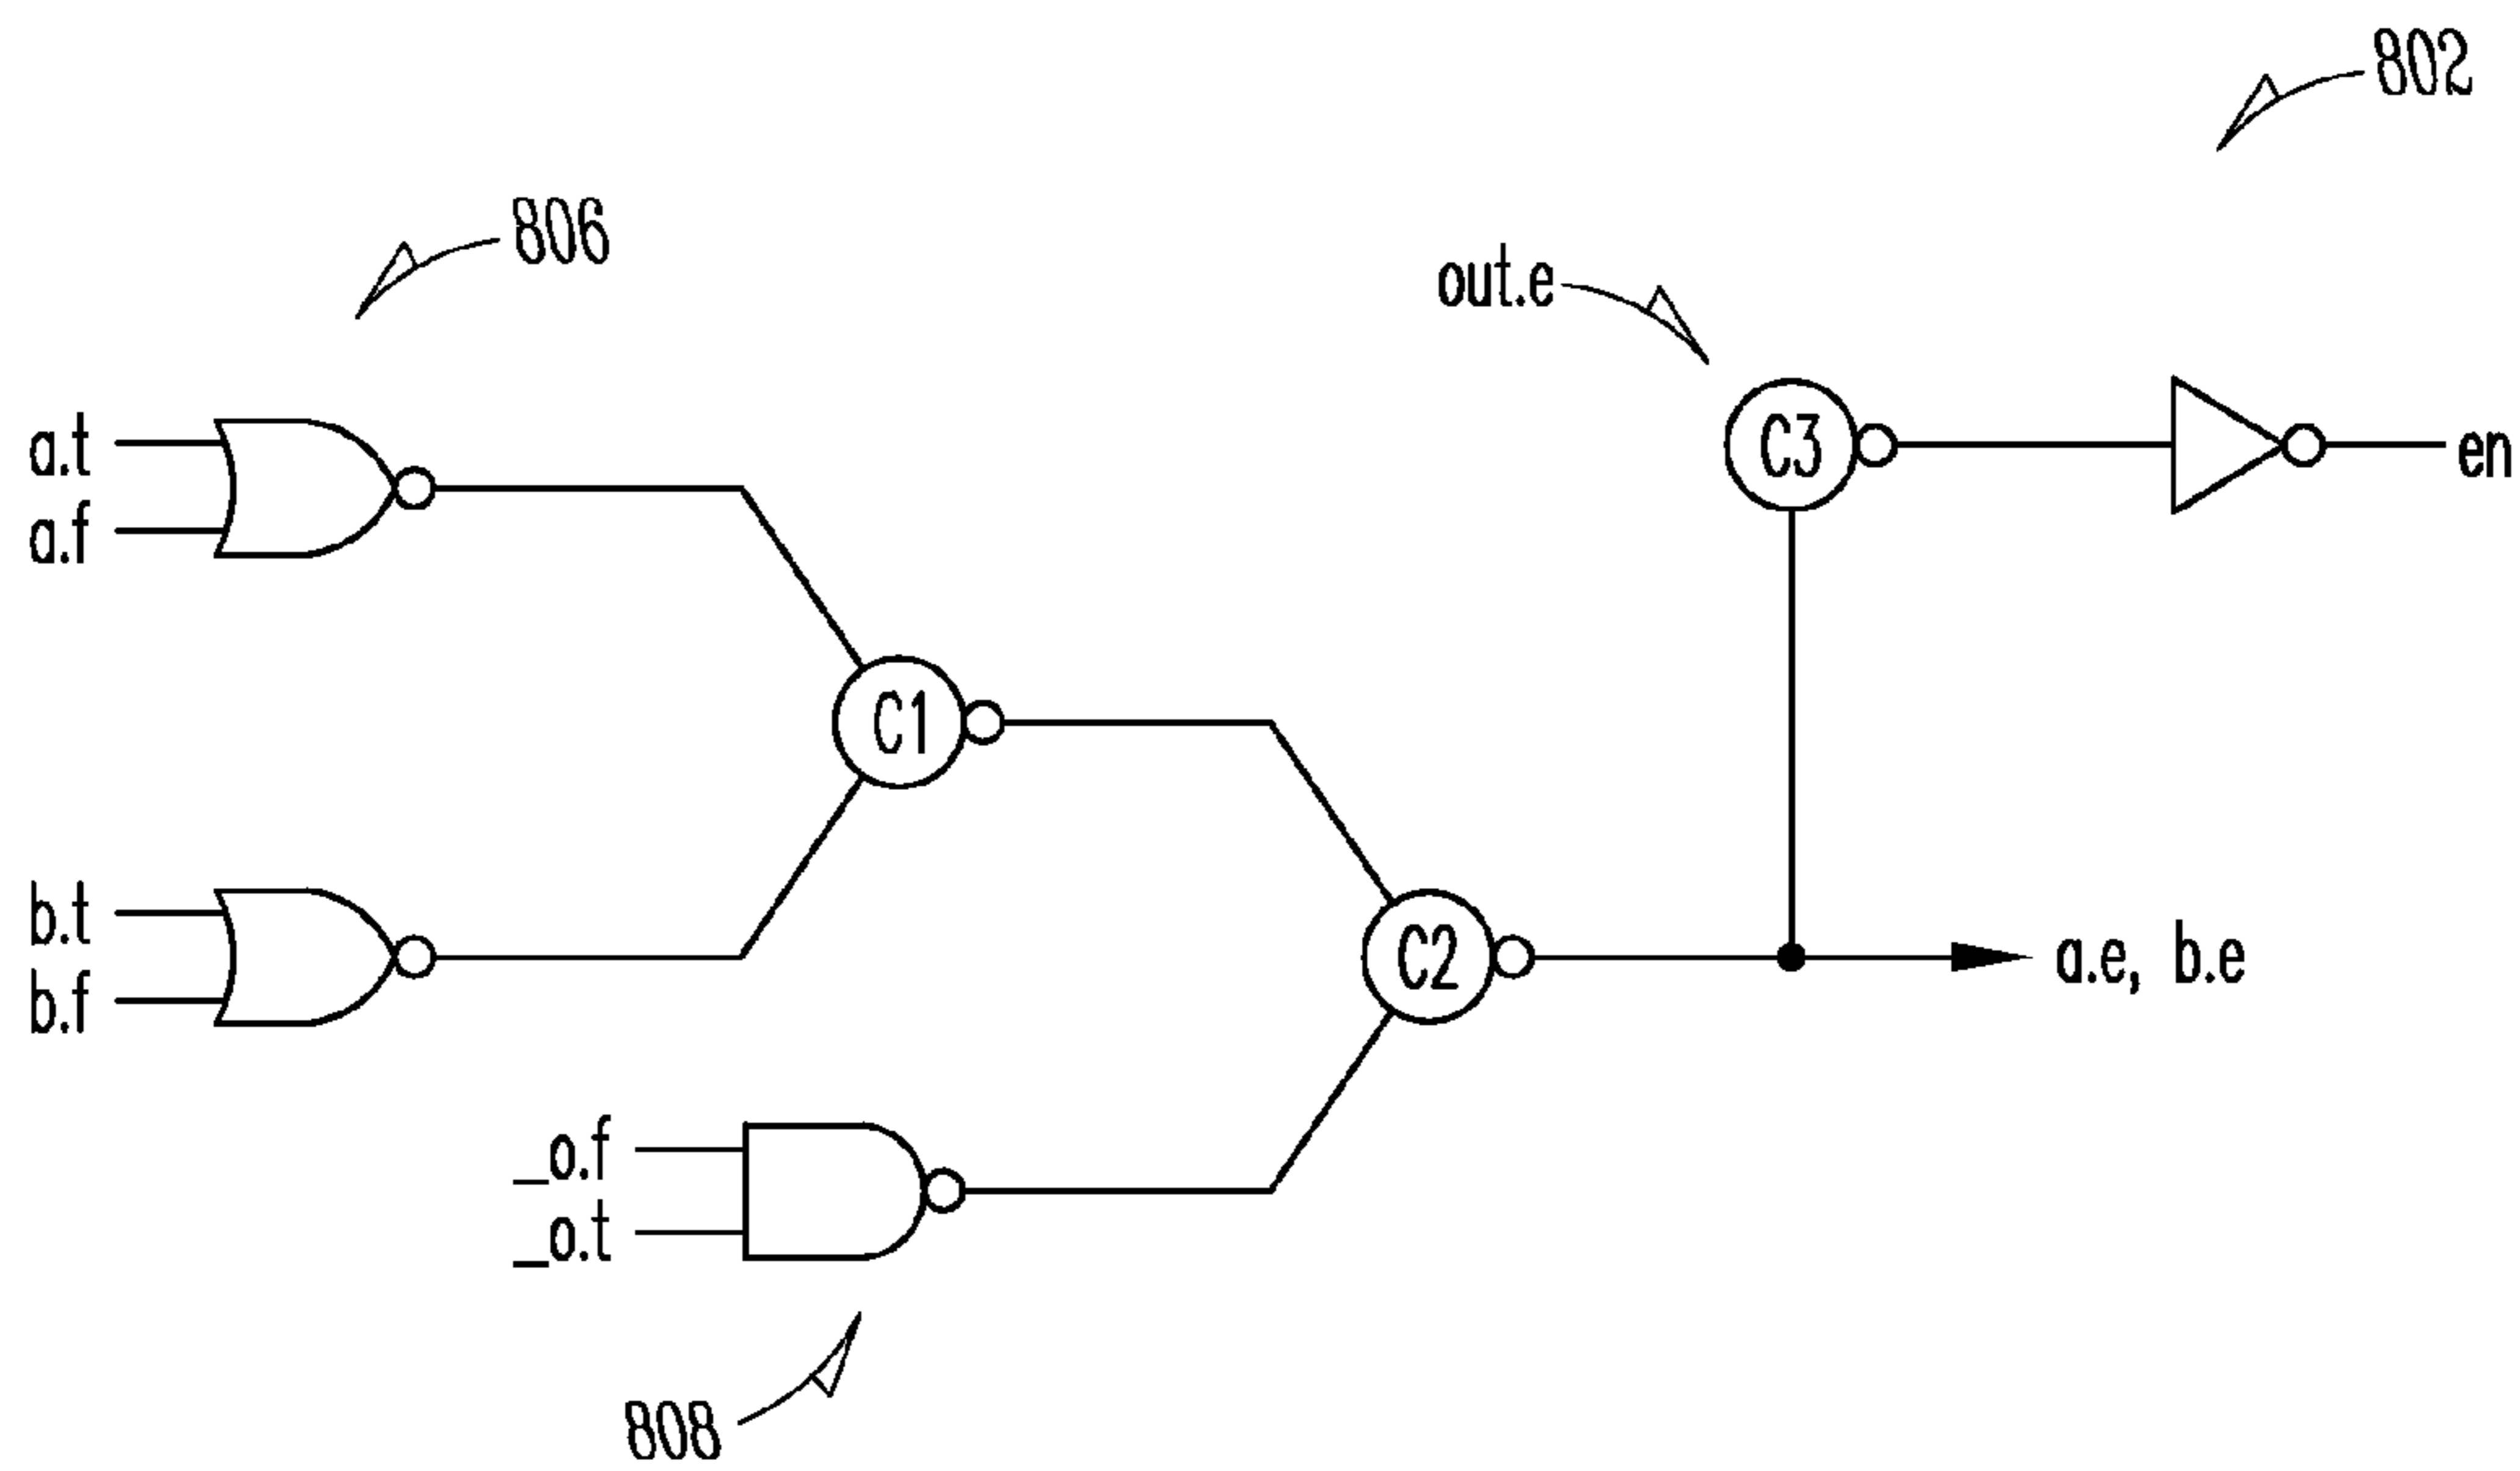 802
806
out.e
a.t
a.f
C3
en
C1
b.t
b.f
C2
a.e, b.e
_o.f
_o.t
808